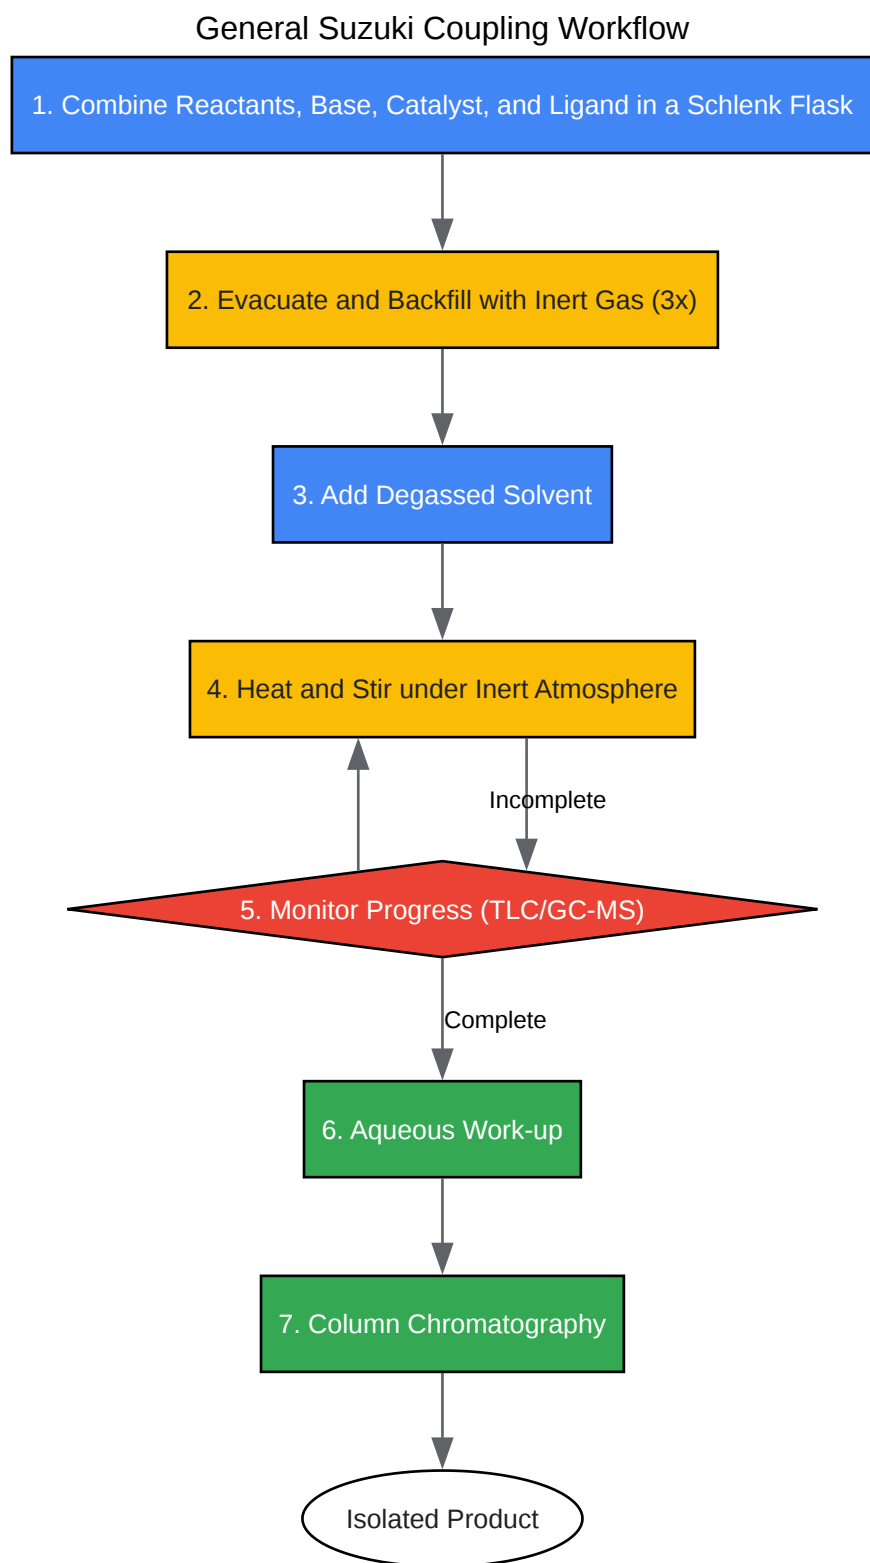 General Suzuki Coupling Workflow
1. Combine Reactants, Base, Catalyst, and Ligand in a Schlenk Flask
2. Evacuate and Backfill with Inert Gas (3x)
3. Add Degassed Solvent
4. Heat and Stir under Inert Atmosphere
Incomplete
5. Monitor Progress (TLC/GC-MS)
Complete
6. Aqueous Work-up
7. Column Chromatography
Isolated Product